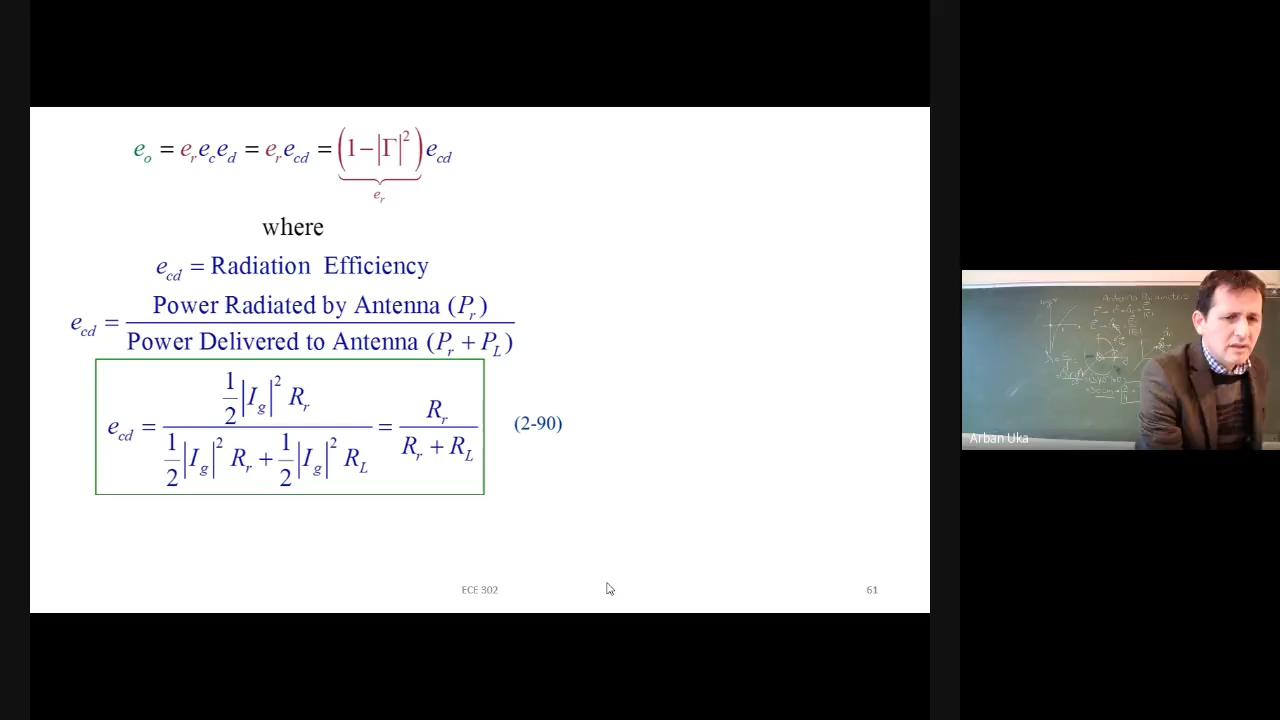 e_o = e_r e_c e_d = e_r e_cd = (1 − |Γ|²) e_cd
e_r
where
e_cd = Radiation Efficiency
e_cd = Power Radiated by Antenna (P_r) / Power Delivered to Antenna (P_r + P_L)
e_cd = ½|I_g|² R_r / (½|I_g|² R_r + ½|I_g|² R_L) = R_r / (R_r + R_L) (2-90)
ECE 302
61
Antenna Parameters
Arban Uka